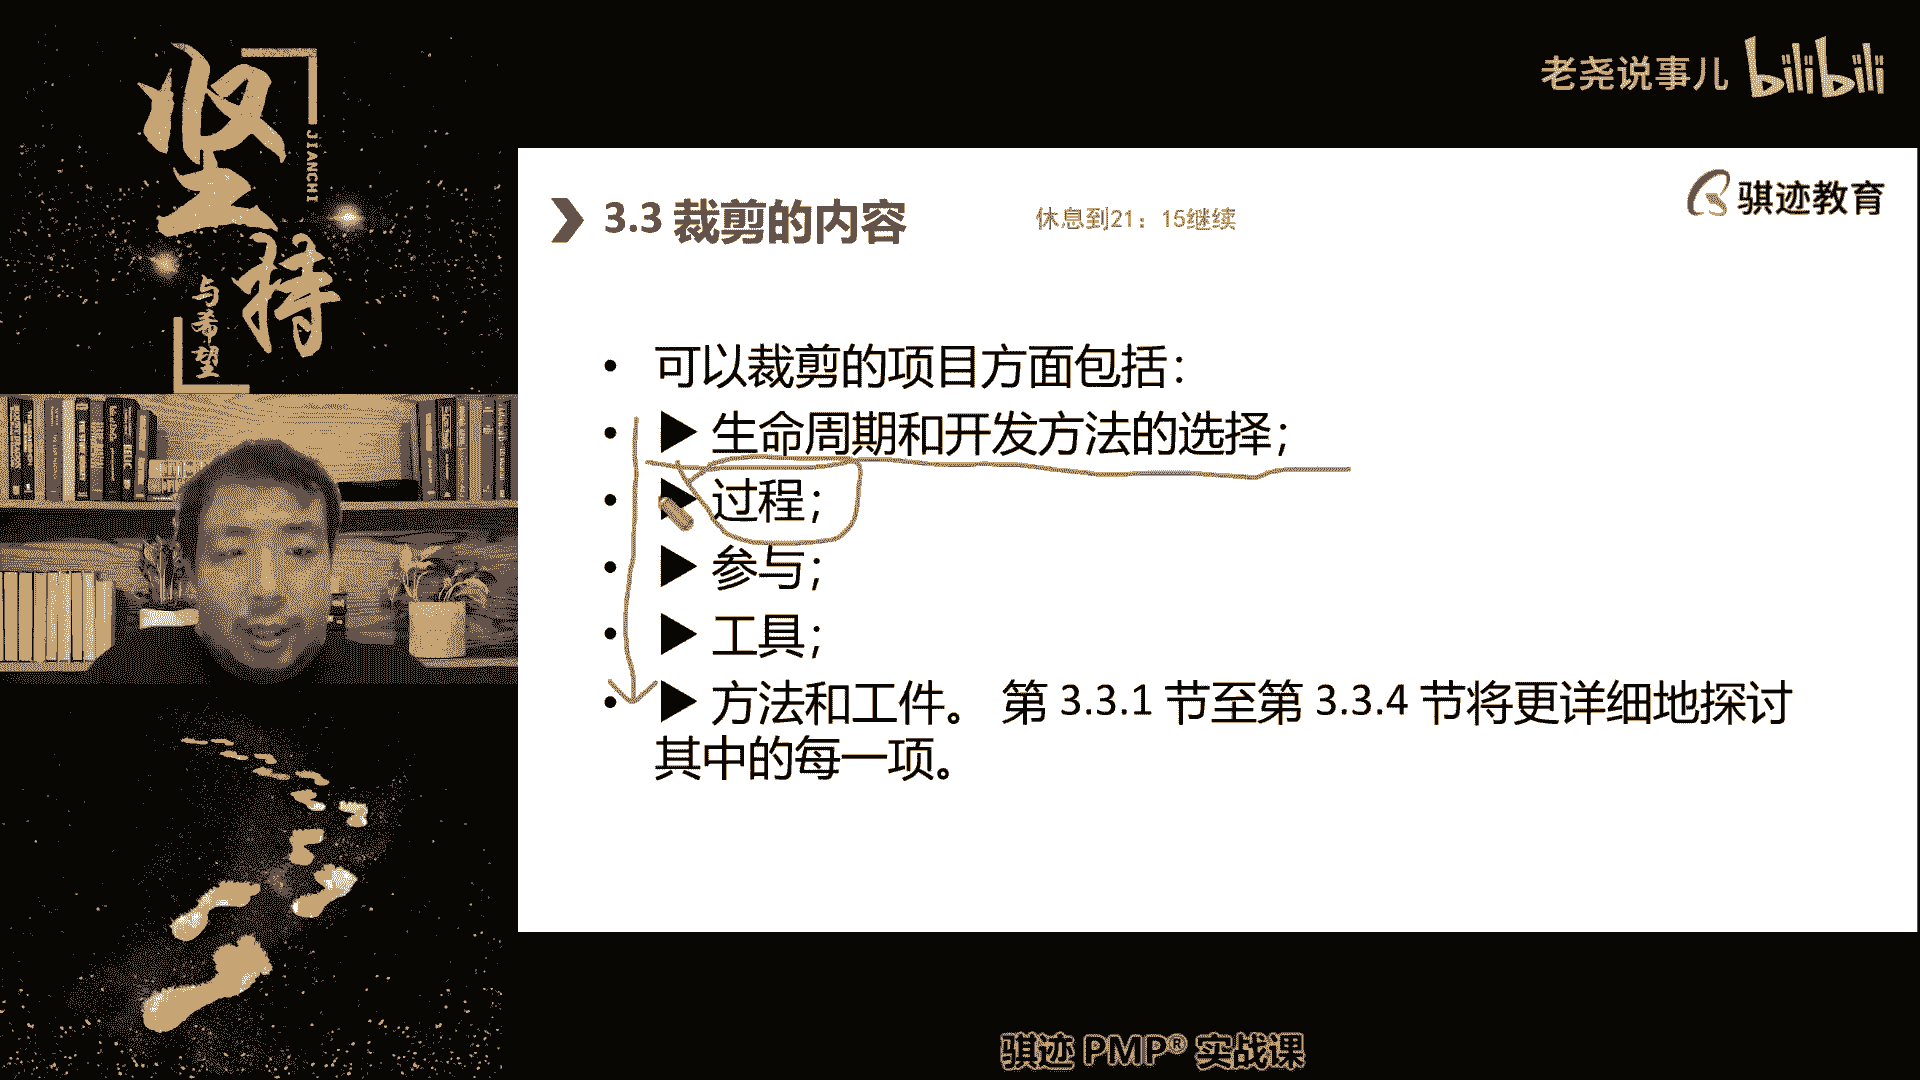 坚持
JIANCHI
与希望
老尧说事儿 bilibili
骐迹教育
3.3 裁剪的内容
休息到21：15继续
• 可以裁剪的项目方面包括：
• ▶ 生命周期和开发方法的选择；
• ▶ 过程；
• ▶ 参与；
• ▶ 工具；
• ▶ 方法和工件。 第 3.3.1 节至第 3.3.4 节将更详细地探讨
其中的每一项。
骐迹 PMP® 实战课